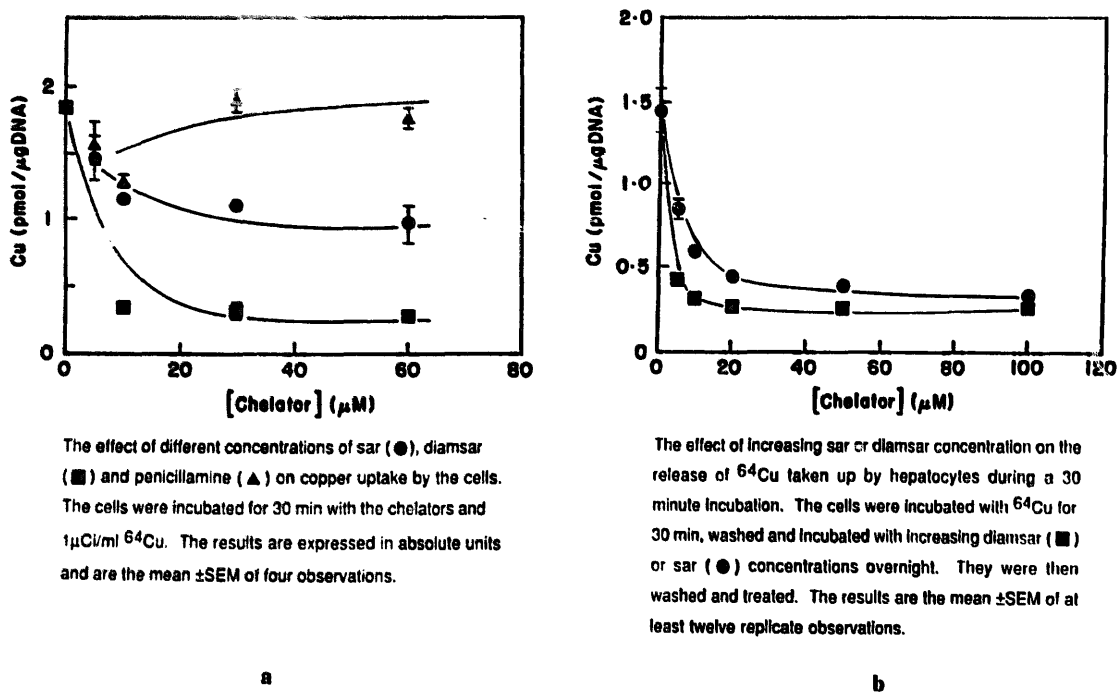 2
1
0
Cu (pmol/µgDNA)
0 20 40 60 80
[Chelator] (µM)
The effect of different concentrations of sar (●), diamsar
(■) and penicillamine (▲) on copper uptake by the cells.
The cells were incubated for 30 min with the chelators and
1µCi/ml 64Cu. The results are expressed in absolute units
and are the mean ±SEM of four observations.
a
2·0
1·5
1·0
0·5
0
Cu (pmol/µgDNA)
0 20 40 60 80 100 120
[Chelator] (µM)
The effect of increasing sar or diamsar concentration on the
release of 64Cu taken up by hepatocytes during a 30
minute incubation. The cells were incubated with 64Cu for
30 min, washed and incubated with increasing diamsar (■)
or sar (●) concentrations overnight. They were then
washed and treated. The results are the mean ±SEM of at
least twelve replicate observations.
b